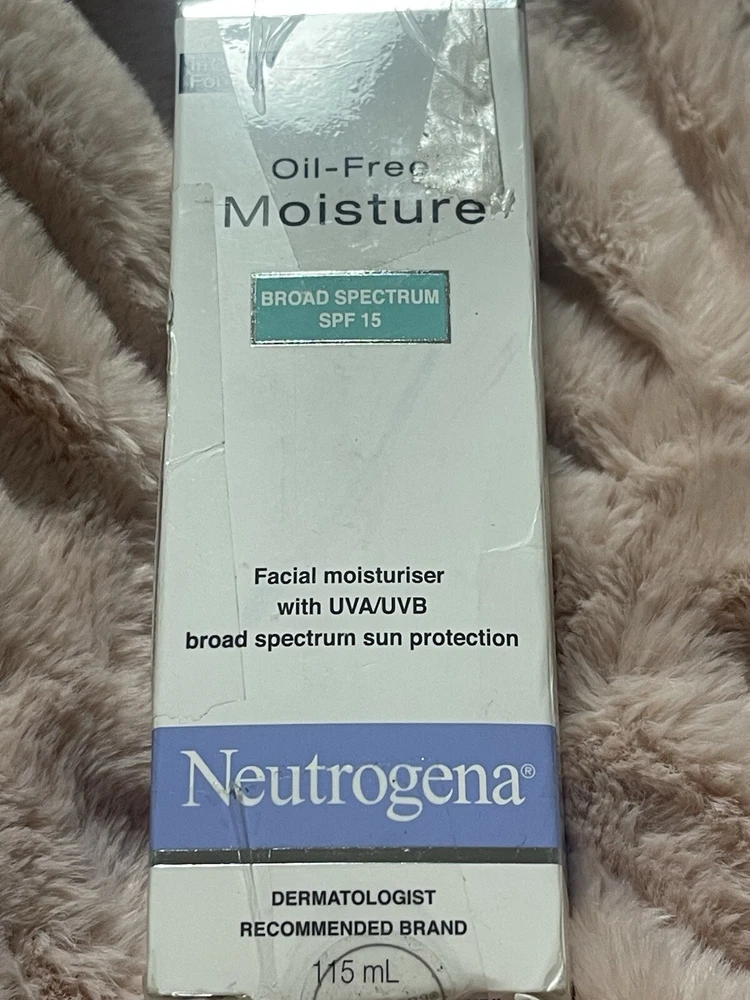 Oil-Free
Moisture
BROAD SPECTRUM
SPF 15
Facial moisturiser
with UVA/UVB
broad spectrum sun protection
Neutrogena®
DERMATOLOGIST
RECOMMENDED BRAND
115 mL